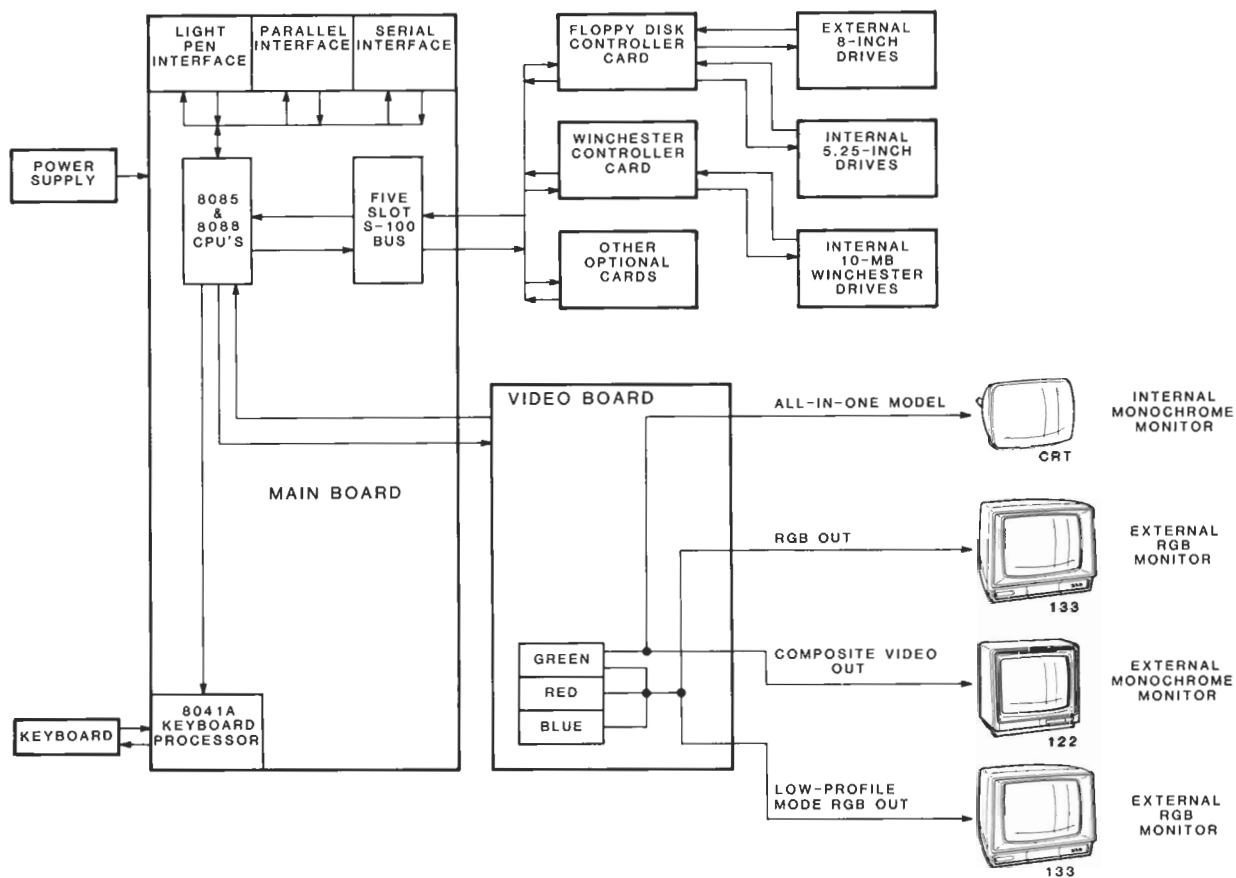 LIGHT
PEN
INTERFACE
PARALLEL
INTERFACE
SERIAL
INTERFACE
POWER
SUPPLY
8085
&
8088
CPU'S
FIVE
SLOT
S-100
BUS
FLOPPY DISK
CONTROLLER
CARD
EXTERNAL
8-INCH
DRIVES
WINCHESTER
CONTROLLER
CARD
INTERNAL
5.25-INCH
DRIVES
OTHER
OPTIONAL
CARDS
INTERNAL
10-MB
WINCHESTER
DRIVES
MAIN BOARD
8041A
KEYBOARD
PROCESSOR
KEYBOARD
VIDEO BOARD
GREEN
RED
BLUE
ALL-IN-ONE MODEL
CRT
INTERNAL
MONOCHROME
MONITOR
RGB OUT
133
EXTERNAL
RGB
MONITOR
COMPOSITE VIDEO
OUT
122
EXTERNAL
MONOCHROME
MONITOR
LOW-PROFILE
MODE RGB OUT
133
EXTERNAL
RGB
MONITOR